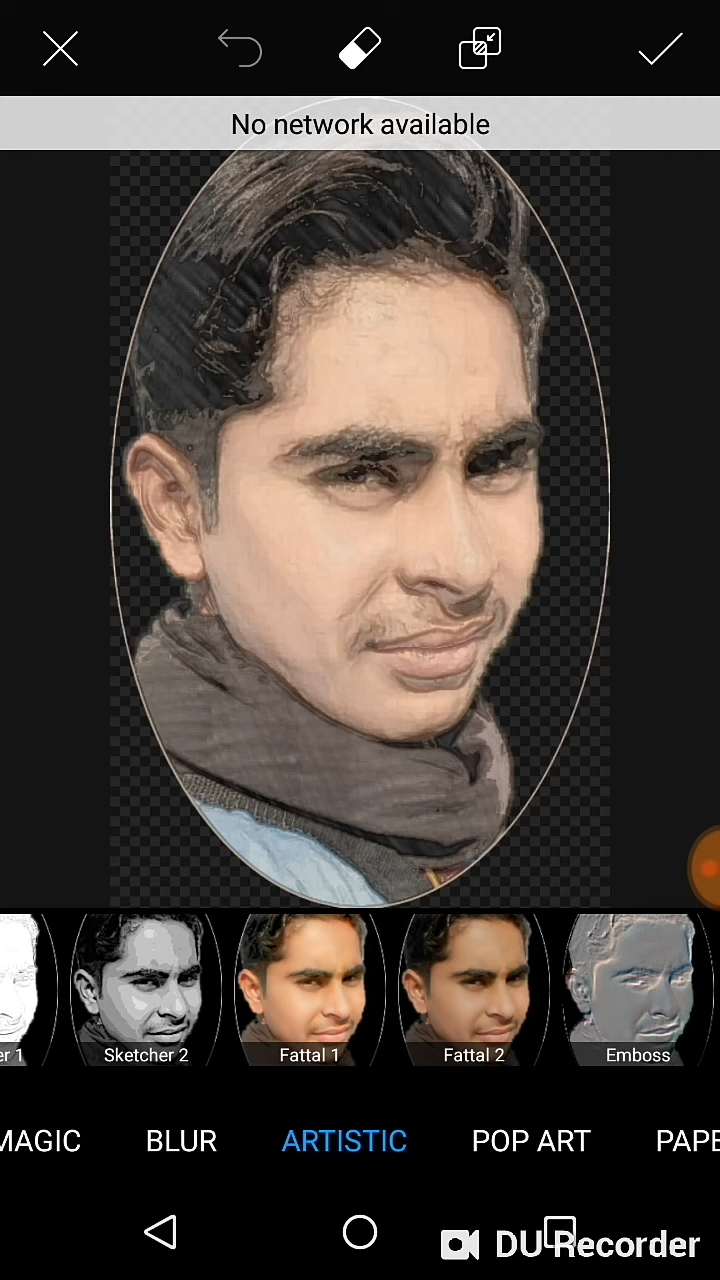 No network available
er 1
Sketcher 2
Fattal 1
Fattal 2
Emboss
MAGIC
BLUR
ARTISTIC
POP ART
PAPE
DU Recorder